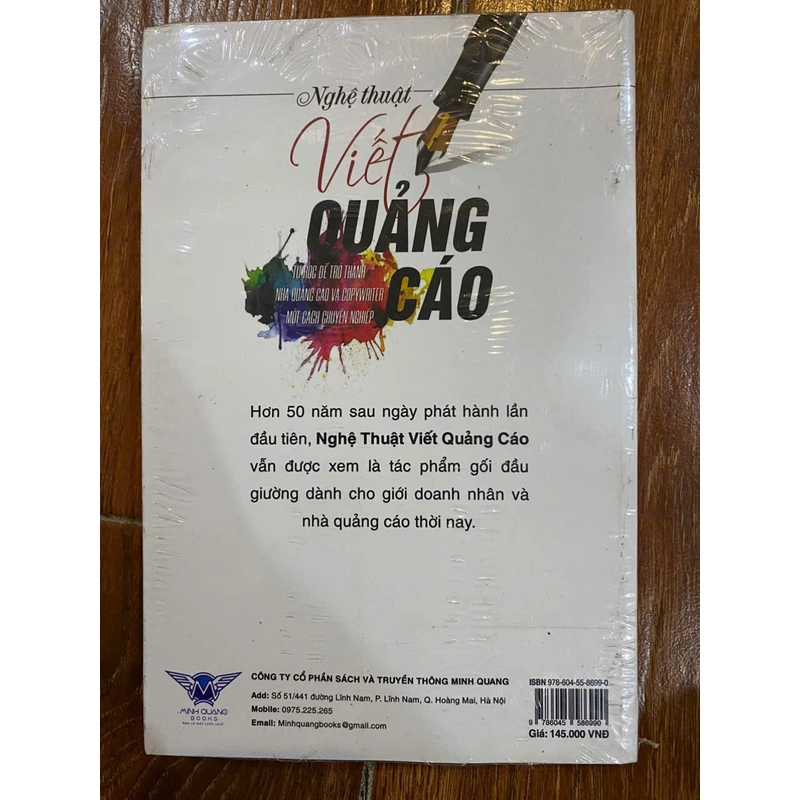 Nghệ thuật
Viết
QUẢNG
CÁO
TỰ HỌC ĐỂ TRỞ THÀNH
NHÀ QUẢNG CÁO VÀ COPYWRITER
MỘT CÁCH CHUYÊN NGHIỆP
Hơn 50 năm sau ngày phát hành lần
đầu tiên, Nghệ Thuật Viết Quảng Cáo
vẫn được xem là tác phẩm gối đầu
giường dành cho giới doanh nhân và
nhà quảng cáo thời nay.
MINH QUANG
BOOKS
CÔNG TY CỔ PHẦN SÁCH VÀ TRUYỀN THÔNG MINH QUANG
Add: Số 51/441 đường Lĩnh Nam, P. Lĩnh Nam, Q. Hoàng Mai, Hà Nội
Mobile: 0975.225.265
Email: Minhquangbooks@gmail.com
ISBN 978-604-55-8699-0
9 786045 586990
Giá: 145.000 VNĐ